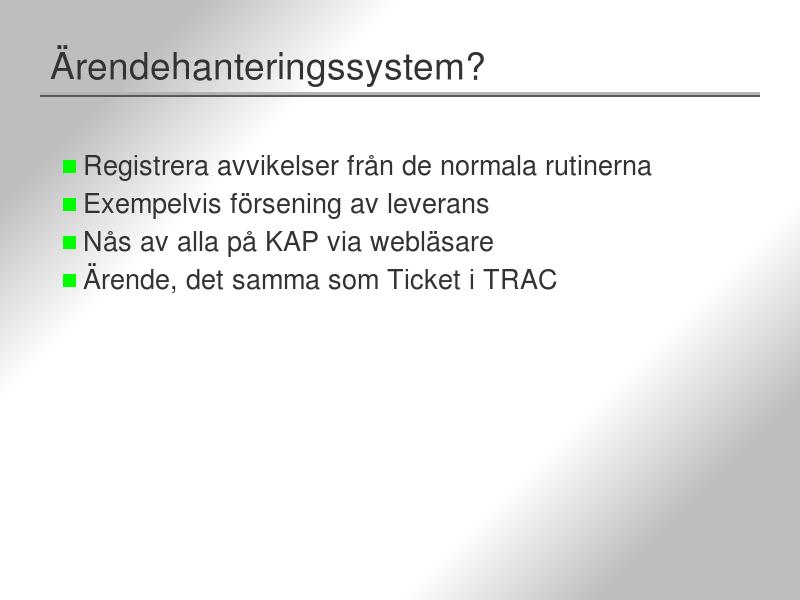 Ärendehanteringssystem?
Registrera avvikelser från de normala rutinerna
Exempelvis försening av leverans
Nås av alla på KAP via webläsare
Ärende, det samma som Ticket i TRAC